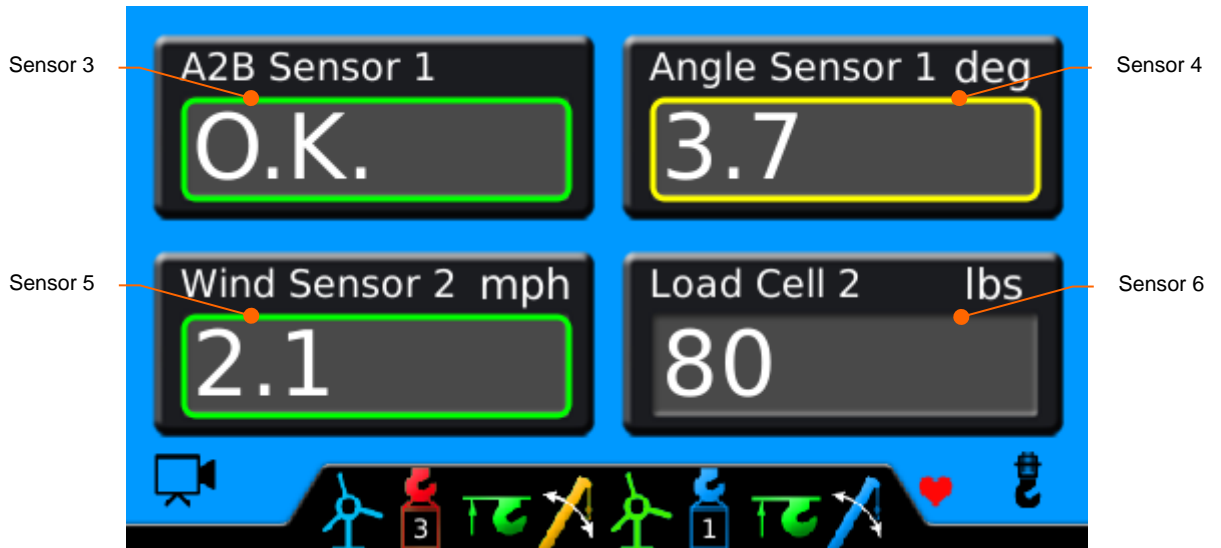 Sensor 3
A2B Sensor 1
O.K.
Angle Sensor 1 deg
3.7
Sensor 4
Sensor 5
Wind Sensor 2 mph
2.1
Load Cell 2 lbs
80
Sensor 6
3
1